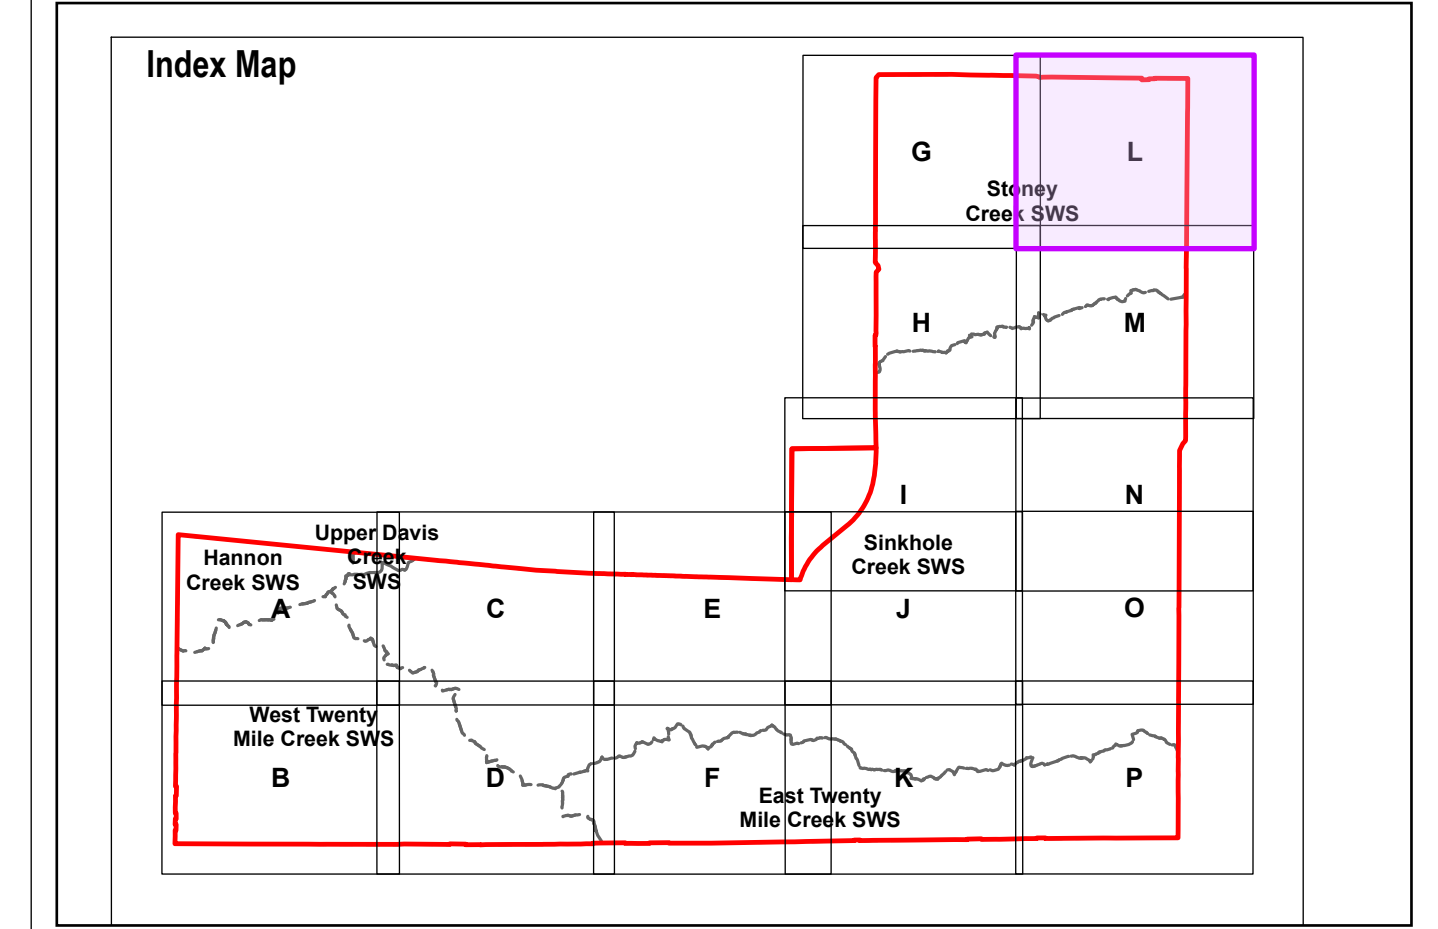 Index Map
G
L
Stoney
Creek SWS
H
M
I
N
Sinkhole
Creek SWS
Upper Davis
Creek
SWS
Hannon
Creek SWS
A
C
E
J
O
West Twenty
Mile Creek SWS
B
D
F
K
P
East Twenty
Mile Creek SWS